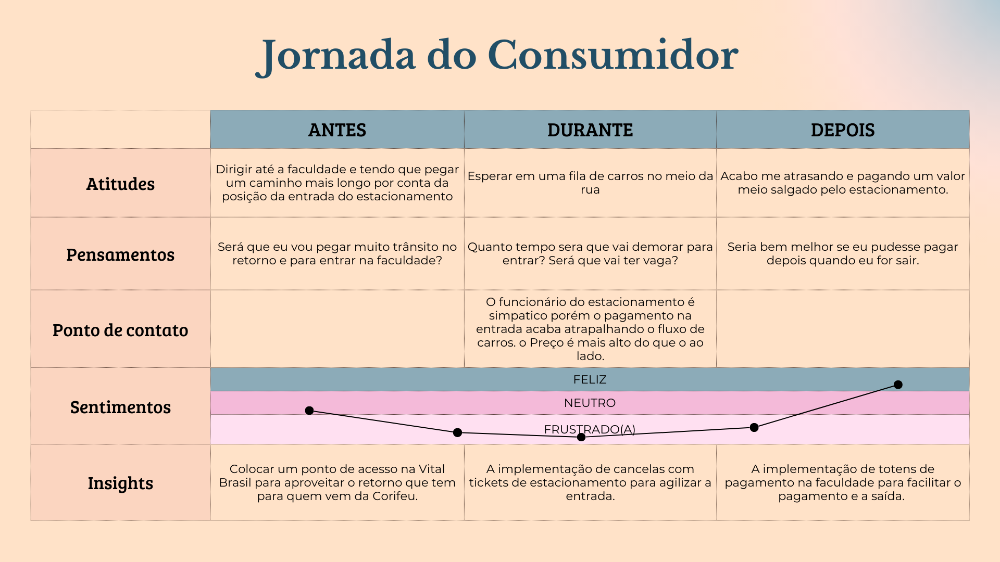 Jornada do Consumidor
ANTES
DURANTE
DEPOIS
Atitudes
Dirigir até a faculdade e tendo que pegar
um caminho mais longo por conta da
posição da entrada do estacionamento
Esperar em uma fila de carros no meio da
rua
Acabo me atrasando e pagando um valor
meio salgado pelo estacionamento.
Pensamentos
Será que eu vou pegar muito trânsito no
retorno e para entrar na faculdade?
Quanto tempo sera que vai demorar para
entrar? Será que vai ter vaga?
Seria bem melhor se eu pudesse pagar
depois quando eu for sair.
Ponto de contato
O funcionário do estacionamento é
simpatico porém o pagamento na
entrada acaba atrapalhando o fluxo de
carros. o Preço é mais alto do que o ao
lado.
Sentimentos
FELIZ
NEUTRO
FRUSTRADO(A)
Insights
Colocar um ponto de acesso na Vital
Brasil para aproveitar o retorno que tem
para quem vem da Corifeu.
A implementação de cancelas com
tickets de estacionamento para agilizar a
entrada.
A implementação de totens de
pagamento na faculdade para facilitar o
pagamento e a saída.